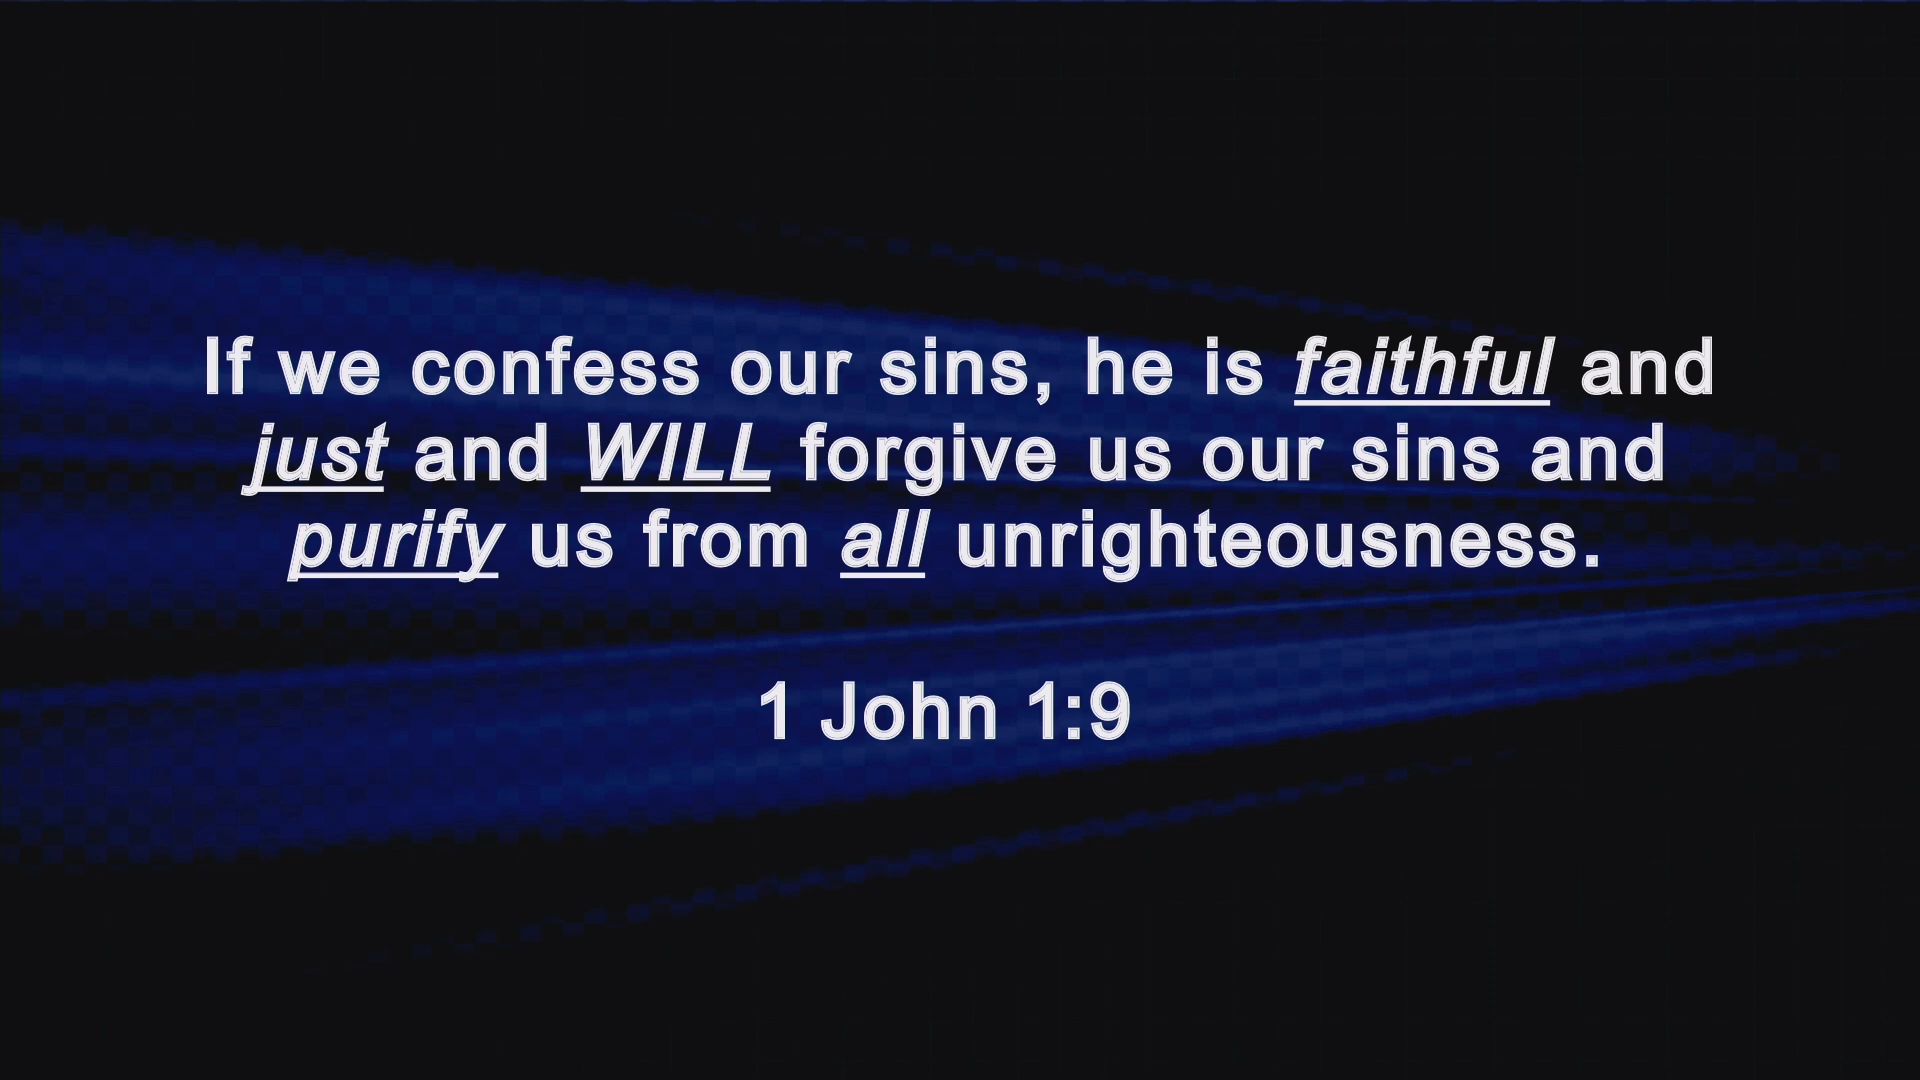 If we confess our sins, he is faithful and
just and WILL forgive us our sins and
purify us from all unrighteousness.
1 John 1:9